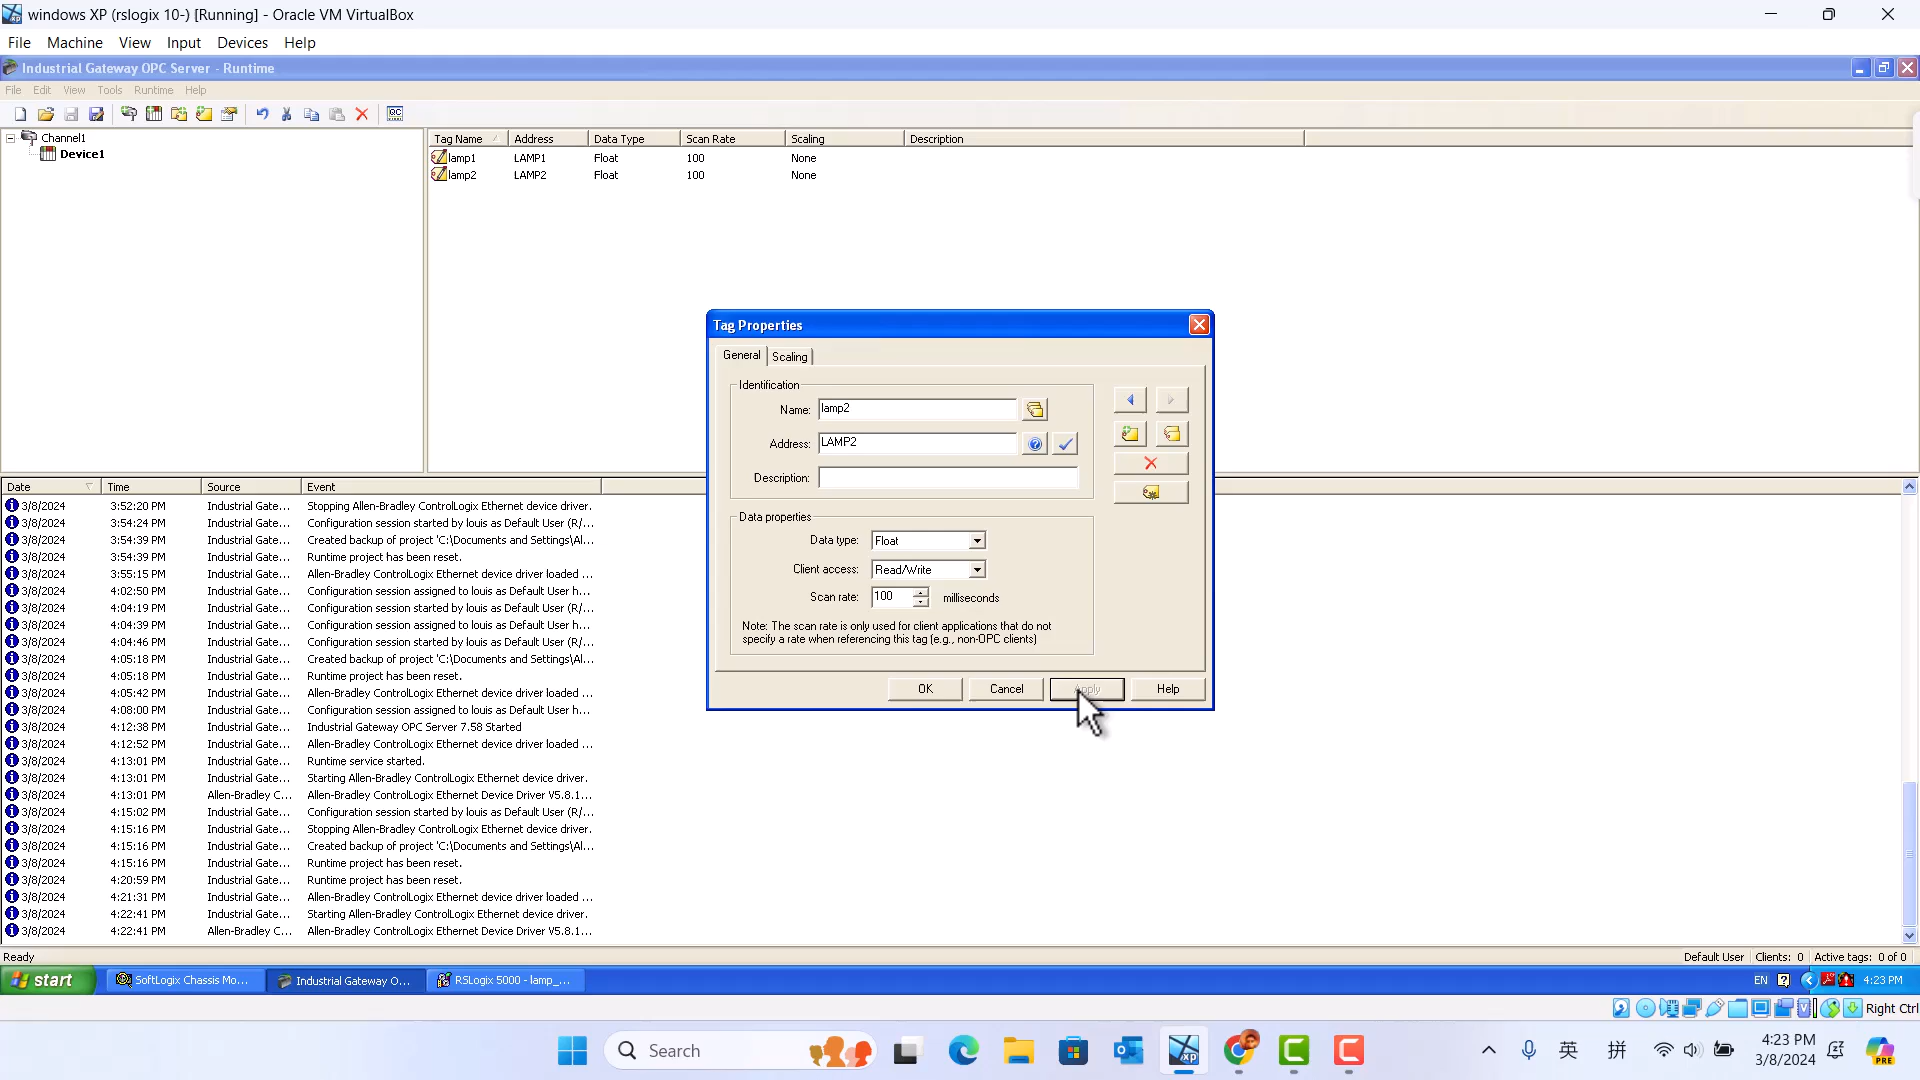 windows XP (rslogix 10-) [Running] - Oracle VM VirtualBox
File Machine View Input Devices Help
Industrial Gateway OPC Server - Runtime
File Edit View Tools Runtime Help
Channel1
Device1
Tag Name Address Data Type Scan Rate Scaling Description
lamp1 LAMP1 Float 100 None
lamp2 LAMP2 Float 100 None
Tag Properties
General Scaling
Identification
Name: lamp2
Address: LAMP2
Description:
Data properties
Data type: Float
Client access: Read/Write
Scan rate: 100 milliseconds
Note: The scan rate is only used for client applications that do not
specify a rate when referencing this tag (e.g., non-OPC clients)
OK Cancel Apply Help
Date Time Source Event
3/8/2024 3:52:20 PM Industrial Gate... Stopping Allen-Bradley ControlLogix Ethernet device driver.
3/8/2024 3:54:24 PM Industrial Gate... Configuration session started by louis as Default User (R/...
3/8/2024 3:54:39 PM Industrial Gate... Created backup of project 'C:\Documents and Settings\Al...
3/8/2024 3:54:39 PM Industrial Gate... Runtime project has been reset.
3/8/2024 3:55:15 PM Industrial Gate... Allen-Bradley ControlLogix Ethernet device driver loaded ...
3/8/2024 4:02:50 PM Industrial Gate... Configuration session assigned to louis as Default User h...
3/8/2024 4:04:19 PM Industrial Gate... Configuration session started by louis as Default User (R/...
3/8/2024 4:04:39 PM Industrial Gate... Configuration session assigned to louis as Default User h...
3/8/2024 4:04:46 PM Industrial Gate... Configuration session started by louis as Default User (R/...
3/8/2024 4:05:18 PM Industrial Gate... Created backup of project 'C:\Documents and Settings\Al...
3/8/2024 4:05:18 PM Industrial Gate... Runtime project has been reset.
3/8/2024 4:05:42 PM Industrial Gate... Allen-Bradley ControlLogix Ethernet device driver loaded ...
3/8/2024 4:08:00 PM Industrial Gate... Configuration session assigned to louis as Default User h...
3/8/2024 4:12:38 PM Industrial Gate... Industrial Gateway OPC Server 7.58 Started
3/8/2024 4:12:52 PM Industrial Gate... Allen-Bradley ControlLogix Ethernet device driver loaded ...
3/8/2024 4:13:01 PM Industrial Gate... Runtime service started.
3/8/2024 4:13:01 PM Industrial Gate... Starting Allen-Bradley ControlLogix Ethernet device driver.
3/8/2024 4:13:01 PM Allen-Bradley C... Allen-Bradley ControlLogix Ethernet Device Driver V5.8.1...
3/8/2024 4:15:02 PM Industrial Gate... Configuration session started by louis as Default User (R/...
3/8/2024 4:15:16 PM Industrial Gate... Stopping Allen-Bradley ControlLogix Ethernet device driver.
3/8/2024 4:15:16 PM Industrial Gate... Created backup of project 'C:\Documents and Settings\Al...
3/8/2024 4:15:16 PM Industrial Gate... Runtime project has been reset.
3/8/2024 4:20:59 PM Industrial Gate... Runtime project has been reset.
3/8/2024 4:21:31 PM Industrial Gate... Allen-Bradley ControlLogix Ethernet device driver loaded ...
3/8/2024 4:22:41 PM Industrial Gate... Starting Allen-Bradley ControlLogix Ethernet device driver.
3/8/2024 4:22:41 PM Allen-Bradley C... Allen-Bradley ControlLogix Ethernet Device Driver V5.8.1...
Ready Default User Clients: 0 Active tags: 0 of 0
start SoftLogix Chassis Mo... Industrial Gateway O... RSLogix 5000 - lamp_... EN 4:23 PM
Right Ctrl
Search 英 拼 4:23 PM
3/8/2024